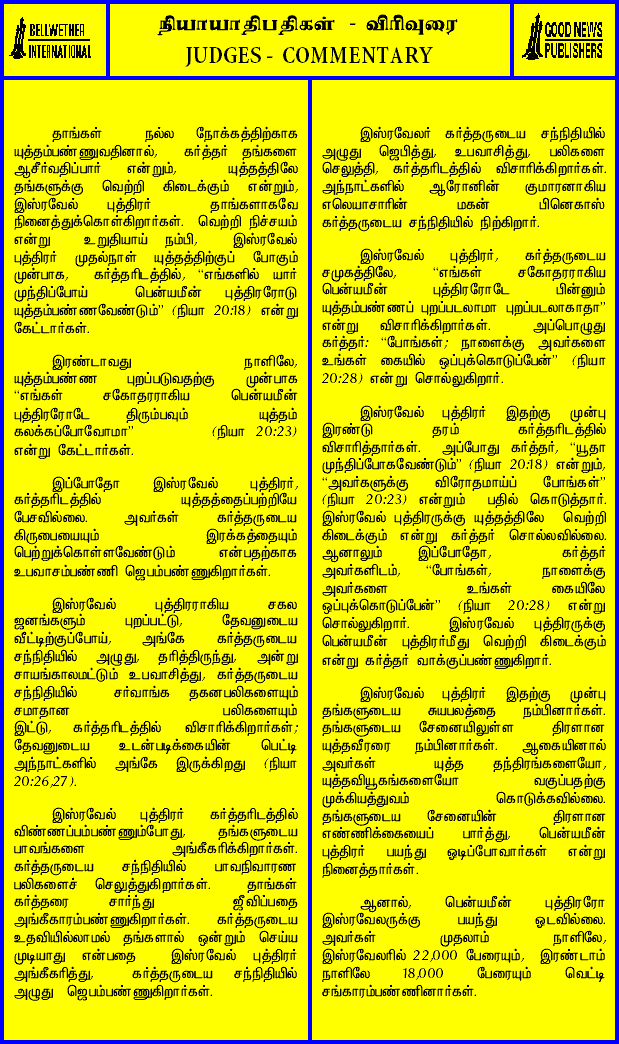 BELLWETHER
INTERNATIONAL
நியாயாதிபதிகள் - விரிவுரை
JUDGES - COMMENTARY
GOOD NEWS
PUBLISHERS
தாங்கள் நல்ல நோக்கத்திற்காக
யுத்தம்பண்ணுவதினால், கர்த்தர் தங்களை
ஆசீர்வதிப்பார் என்றும், யுத்தத்திலே
தங்களுக்கு வெற்றி கிடைக்கும் என்றும்,
இஸ்ரவேல் புத்திரர் தாங்களாகவே
நினைத்துக்கொள்கிறார்கள். வெற்றி நிச்சயம்
என்று உறுதியாய் நம்பி, இஸ்ரவேல்
புத்திரர் முதல்நாள் யுத்தத்திற்குப் போகும்
முன்பாக, கர்த்தரிடத்தில், “எங்களில் யார்
முந்திப்போய் பென்யமீன் புத்திரரோடு
யுத்தம்பண்ணவேண்டும்” (நியா 20:18) என்று
கேட்டார்கள்.
இரண்டாவது நாளிலே,
யுத்தம்பண்ண புறப்படுவதற்கு முன்பாக
“எங்கள் சகோதரராகிய பென்யமீன்
புத்திரரோடே திரும்பவும் யுத்தம்
கலக்கப்போவோமா” (நியா 20:23)
என்று கேட்டார்கள்.
இப்போதோ இஸ்ரவேல் புத்திரர்,
கர்த்தரிடத்தில் யுத்தத்தைப்பற்றியே
பேசவில்லை. அவர்கள் கர்த்தருடைய
கிருபையையும் இரக்கத்தையும்
பெற்றுக்கொள்ளவேண்டும் என்பதற்காக
உபவாசம்பண்ணி ஜெபம்பண்ணுகிறார்கள்.
இஸ்ரவேல் புத்திரராகிய சகல
ஜனங்களும் புறப்பட்டு, தேவனுடைய
வீட்டிற்குப்போய், அங்கே கர்த்தருடைய
சந்நிதியில் அழுது, தரித்திருந்து, அன்று
சாயங்காலமட்டும் உபவாசித்து, கர்த்தருடைய
சந்நிதியில் சர்வாங்க தகனபலிகளையும்
சமாதான பலிகளையும்
இட்டு, கர்த்தரிடத்தில் விசாரிக்கிறார்கள்;
தேவனுடைய உடன்படிக்கையின் பெட்டி
அந்நாட்களில் அங்கே இருக்கிறது (நியா
20:26,27).
இஸ்ரவேல் புத்திரர் கர்த்தரிடத்தில்
விண்ணப்பம்பண்ணும்போது, தங்களுடைய
பாவங்களை அங்கீகரிக்கிறார்கள்.
கர்த்தருடைய சந்நிதியில் பாவநிவாரண
பலிகளைச் செலுத்துகிறார்கள். தாங்கள்
கர்த்தரை சார்ந்து ஜீவிப்பதை
அங்கீகாரம்பண்ணுகிறார்கள். கர்த்தருடைய
உதவியில்லாமல் தங்களால் ஒன்றும் செய்ய
முடியாது என்பதை இஸ்ரவேல் புத்திரர்
அங்கீகரித்து, கர்த்தருடைய சந்நிதியில்
அழுது ஜெபம்பண்ணுகிறார்கள்.
இஸ்ரவேலர் கர்த்தருடைய சந்நிதியில்
அழுது ஜெபித்து, உபவாசித்து, பலிகளை
செலுத்தி, கர்த்தரிடத்தில் விசாரிக்கிறார்கள்.
அந்நாட்களில் ஆரோனின் குமாரனாகிய
எலெயாசாரின் மகன் பினெகாஸ்
கர்த்தருடைய சந்நிதியில் நிற்கிறார்.
இஸ்ரவேல் புத்திரர், கர்த்தருடைய
சமுகத்திலே, “எங்கள் சகோதரராகிய
பென்யமீன் புத்திரரோடே பின்னும்
யுத்தம்பண்ணப் புறப்படலாமா புறப்படலாகாதா”
என்று விசாரிக்கிறார்கள். அப்பொழுது
கர்த்தர்: “போங்கள்; நாளைக்கு அவர்களை
உங்கள் கையில் ஒப்புக்கொடுப்பேன்” (நியா
20:28) என்று சொல்லுகிறார்.
இஸ்ரவேல் புத்திரர் இதற்கு முன்பு
இரண்டு தரம் கர்த்தரிடத்தில்
விசாரித்தார்கள். அப்போது கர்த்தர், “யூதா
முந்திப்போகவேண்டும்” (நியா 20:18) என்றும்,
“அவர்களுக்கு விரோதமாய்ப் போங்கள்”
(நியா 20:23) என்றும் பதில் கொடுத்தார்.
இஸ்ரவேல் புத்திரருக்கு யுத்தத்திலே வெற்றி
கிடைக்கும் என்று கர்த்தர் சொல்லவில்லை.
ஆனாலும் இப்போதோ, கர்த்தர்
அவர்களிடம், “போங்கள், நாளைக்கு
அவர்களை உங்கள் கையிலே
ஒப்புக்கொடுப்பேன்” (நியா 20:28) என்று
சொல்லுகிறார். இஸ்ரவேல் புத்திரருக்கு
பென்யமீன் புத்திரர்மீது வெற்றி கிடைக்கும்
என்று கர்த்தர் வாக்குப்பண்ணுகிறார்.
இஸ்ரவேல் புத்திரர் இதற்கு முன்பு
தங்களுடைய சுயபலத்தை நம்பினார்கள்.
தங்களுடைய சேனையிலுள்ள திரளான
யுத்தவீரரை நம்பினார்கள். ஆகையினால்
அவர்கள் யுத்த தந்திரங்களையோ,
யுத்தவியூகங்களையோ வகுப்பதற்கு
முக்கியத்துவம் கொடுக்கவில்லை.
தங்களுடைய சேனையின் திரளான
எண்ணிக்கையைப் பார்த்து, பென்யமீன்
புத்திரர் பயந்து ஓடிப்போவார்கள் என்று
நினைத்தார்கள்.
ஆனால், பென்யமீன் புத்திரரோ
இஸ்ரவேலருக்கு பயந்து ஓடவில்லை.
அவர்கள் முதலாம் நாளிலே,
இஸ்ரவேலரில் 22,000 பேரையும், இரண்டாம்
நாளிலே 18,000 பேரையும் வெட்டி
சங்காரம்பண்ணினார்கள்.